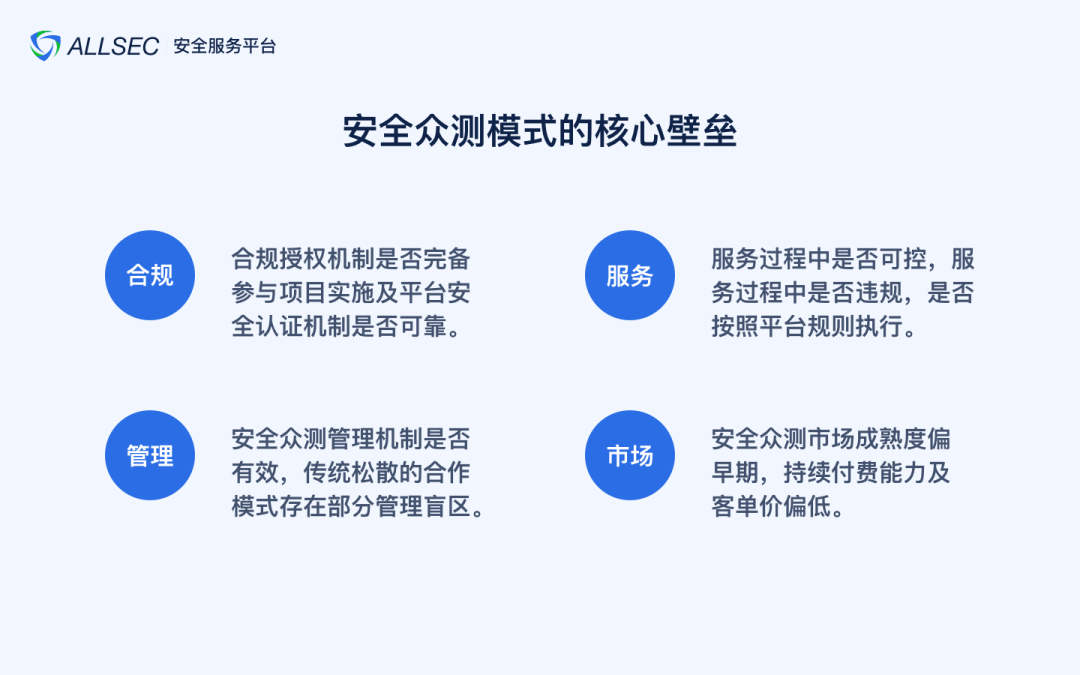 ALLSEC 安全服务平台
安全众测模式的核心壁垒
合规
合规授权机制是否完备
参与项目实施及平台安
全认证机制是否可靠。
服务
服务过程中是否可控，服
务过程中是否违规，是否
按照平台规则执行。
管理
安全众测管理机制是否
有效，传统松散的合作
模式存在部分管理盲区。
市场
安全众测市场成熟度偏
早期，持续付费能力及
客单价偏低。